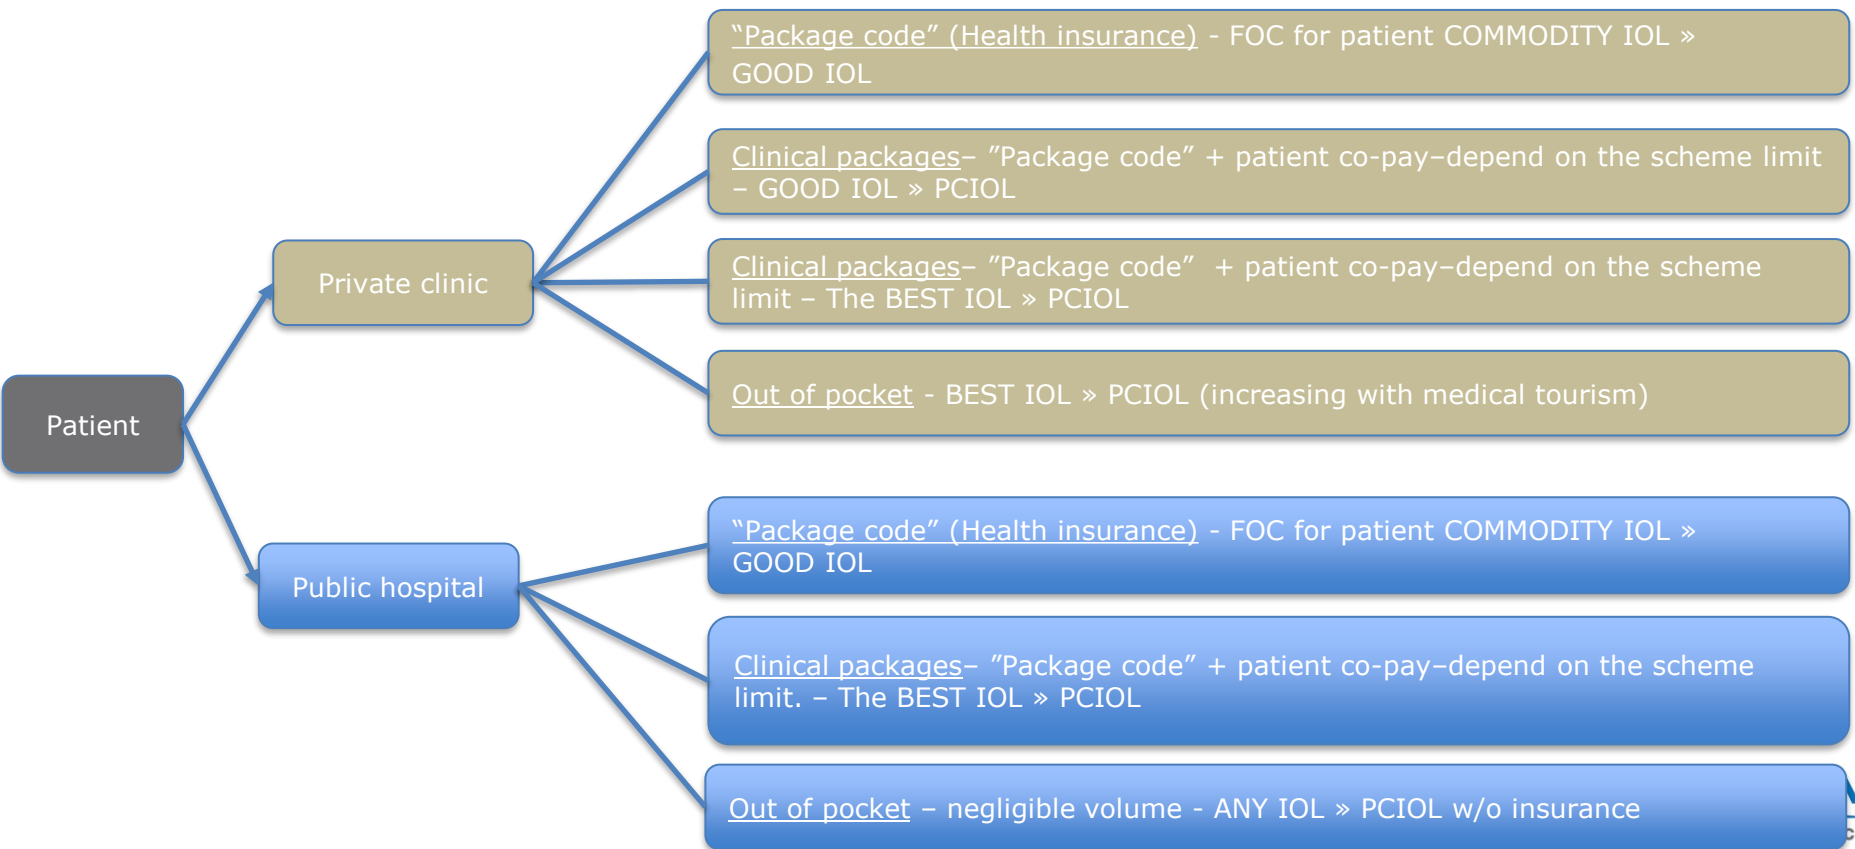 “Package code” (Health insurance) - FOC for patient COMMODITY IOL »
GOOD IOL
Clinical packages– ”Package code” + patient co-pay–depend on the scheme limit
– GOOD IOL » PCIOL
Private clinic
Clinical packages– ”Package code”  + patient co-pay–depend on the scheme
limit – The BEST IOL » PCIOL
Out of pocket - BEST IOL » PCIOL (increasing with medical tourism)
Patient
“Package code” (Health insurance) - FOC for patient COMMODITY IOL »
GOOD IOL
Public hospital
Clinical packages– ”Package code” + patient co-pay–depend on the scheme
limit. – The BEST IOL » PCIOL
Out of pocket – negligible volume - ANY IOL » PCIOL w/o insurance